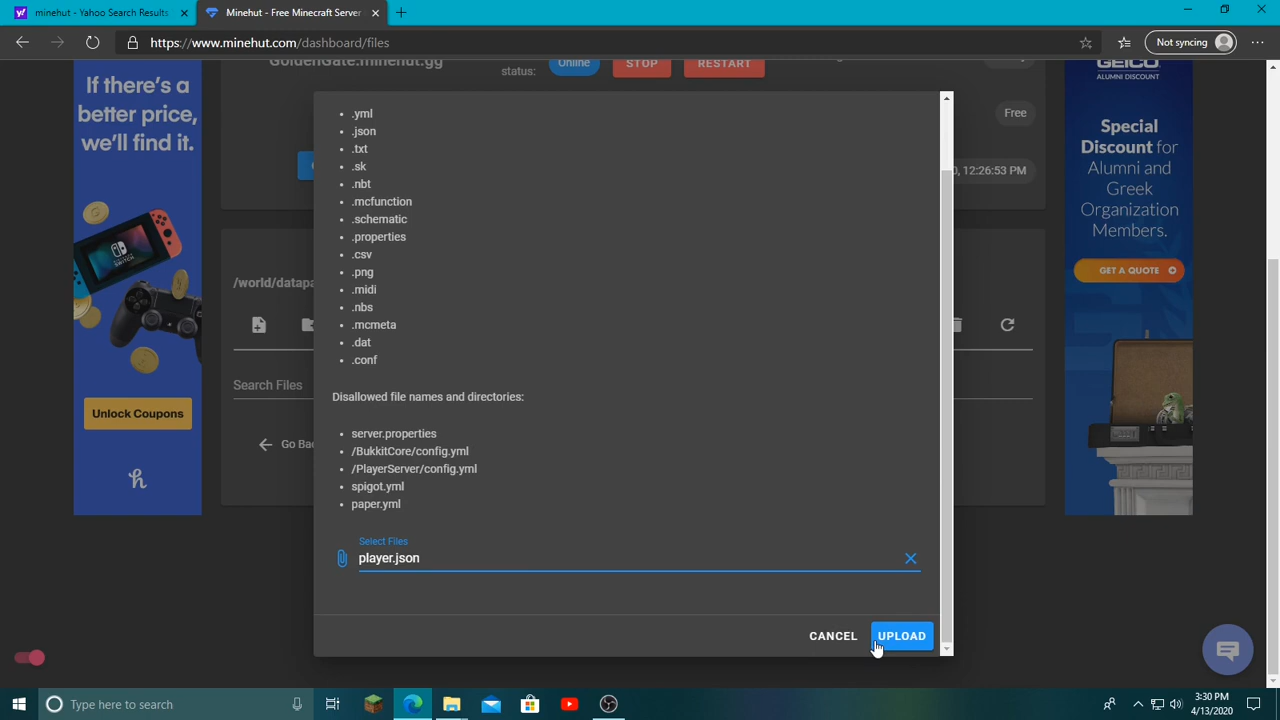 minehut - Yahoo Search Results
Minehut - Free Minecraft Server
https://www.minehut.com/dashboard/files
Not syncing
GoldenGate.minehut.gg
status:
Online
STOP
RESTART
Free
12:26:53 PM
If there's a
better price,
we'll find it.
Unlock Coupons
GEICO
ALUMNI DISCOUNT
Special
Discount for
Alumni and
Greek
Organization
Members.
GET A QUOTE
/world/datapa
Search Files
Go Bac
.yml
.json
.txt
.sk
.nbt
.mcfunction
.schematic
.properties
.csv
.png
.midi
.nbs
.mcmeta
.dat
.conf
Disallowed file names and directories:
server.properties
/BukkitCore/config.yml
/PlayerServer/config.yml
spigot.yml
paper.yml
Select Files
player.json
CANCEL
UPLOAD
Type here to search
3:30 PM
4/13/2020